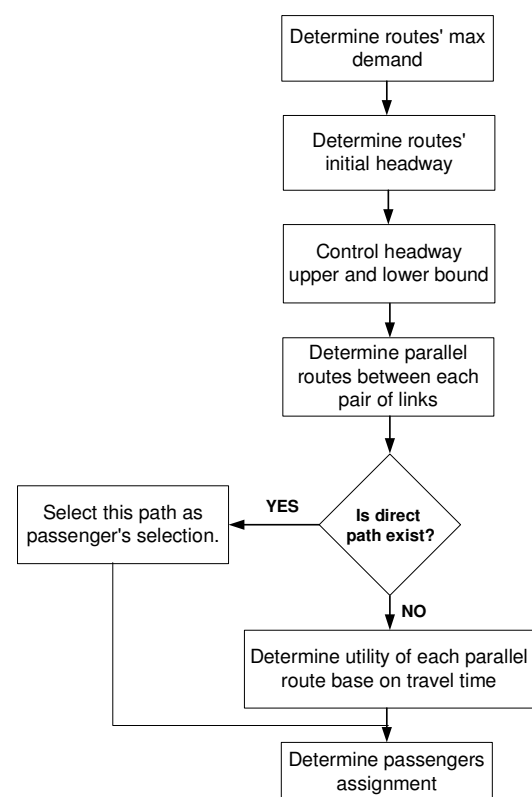 Determine routes' max
demand
Determine routes'
initial headway
Control headway
upper and lower bound
Determine parallel
routes between each
pair of links
Is direct
path exist?
YES
Select this path as
passenger's selection.
NO
Determine utility of each parallel
route base on travel time
Determine passengers
assignment